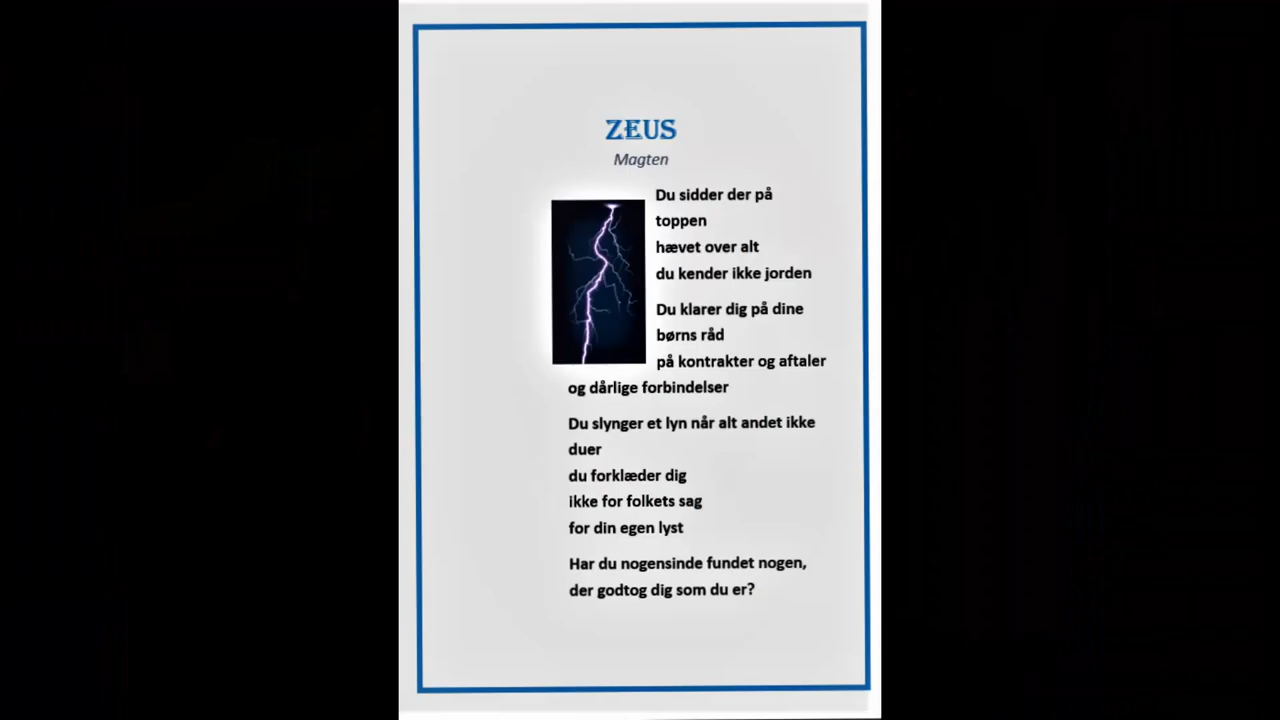 ZEUS
Magten
Du sidder der på
toppen
hævet over alt
du kender ikke jorden
Du klarer dig på dine
børns råd
på kontrakter og aftaler
og dårlige forbindelser
Du slynger et lyn når alt andet ikke
duer
du forklæder dig
ikke for folkets sag
for din egen lyst
Har du nogensinde fundet nogen,
der godtog dig som du er?